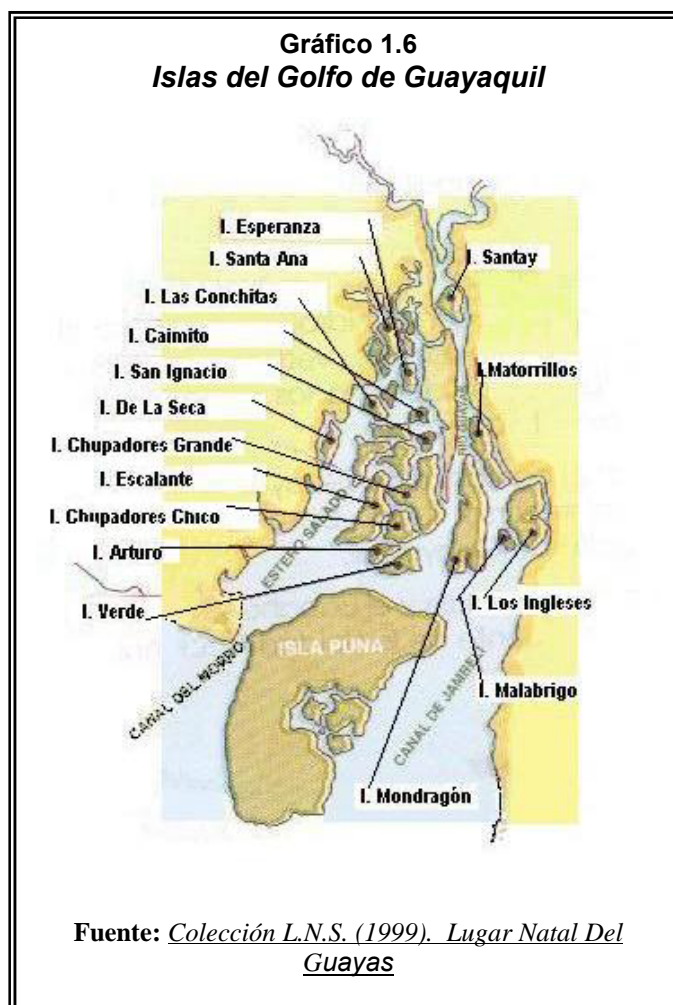 Gráfico 1.6
Islas del Golfo de Guayaquil
I. Esperanza
I. Santa Ana
I. Santay
I. Las Conchitas
I. Caimito
I. San Ignacio
I. Matorrillos
I. De La Seca
I. Chupadores Grande
I. Escalante
I. Chupadores Chico
I. Arturo
ESTERO SALADO
I. Verde
I. Los Ingleses
ISLA PUNA
CANAL DEL MORRO
CANAL DE JAMBELI
I. Malabrigo
I. Mondragón
Fuente: Colección L.N.S. (1999). Lugar Natal Del
Guayas